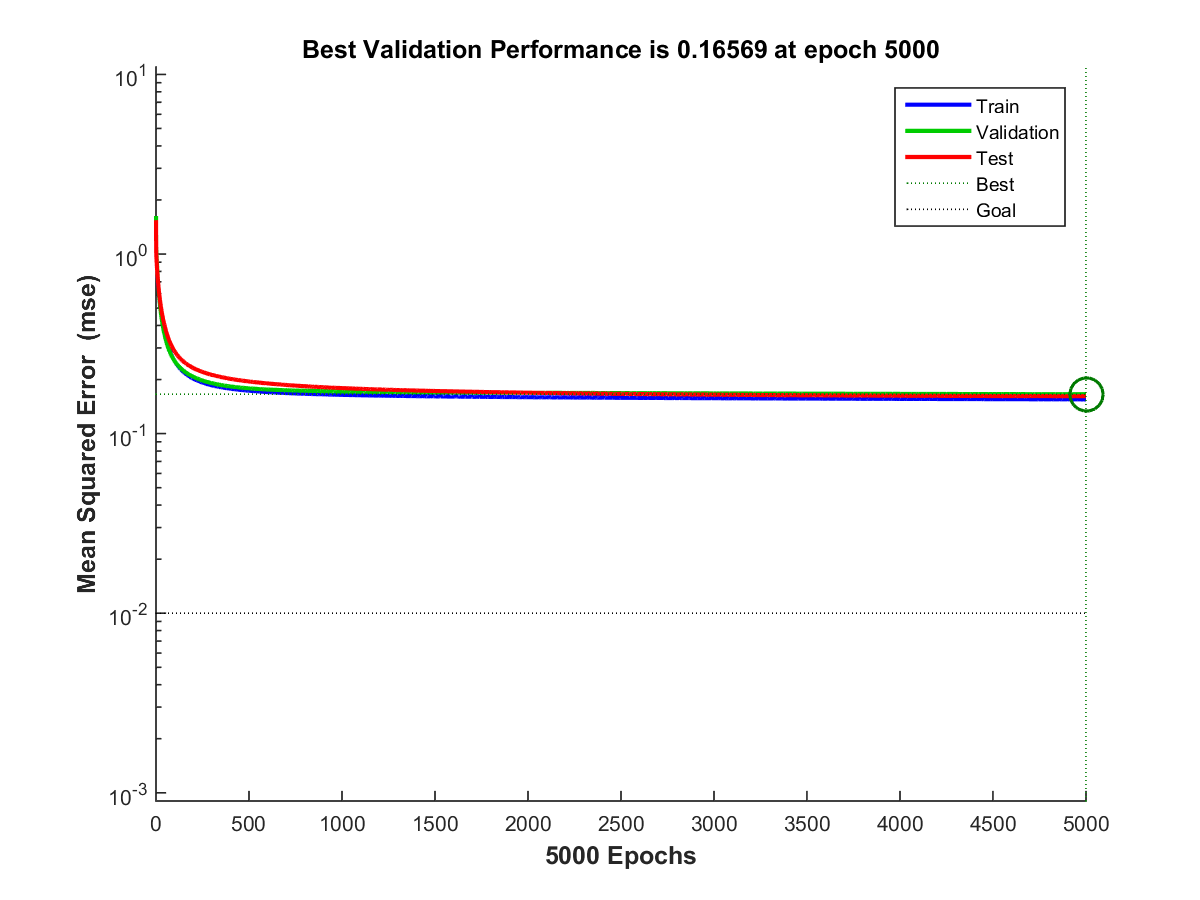 Best Validation Performance is 0.16569 at epoch 5000
Train
Validation
Test
Best
Goal
Mean Squared Error  (mse)
10^1
10^0
10^-1
10^-2
10^-3
0 500 1000 1500 2000 2500 3000 3500 4000 4500 5000
5000 Epochs